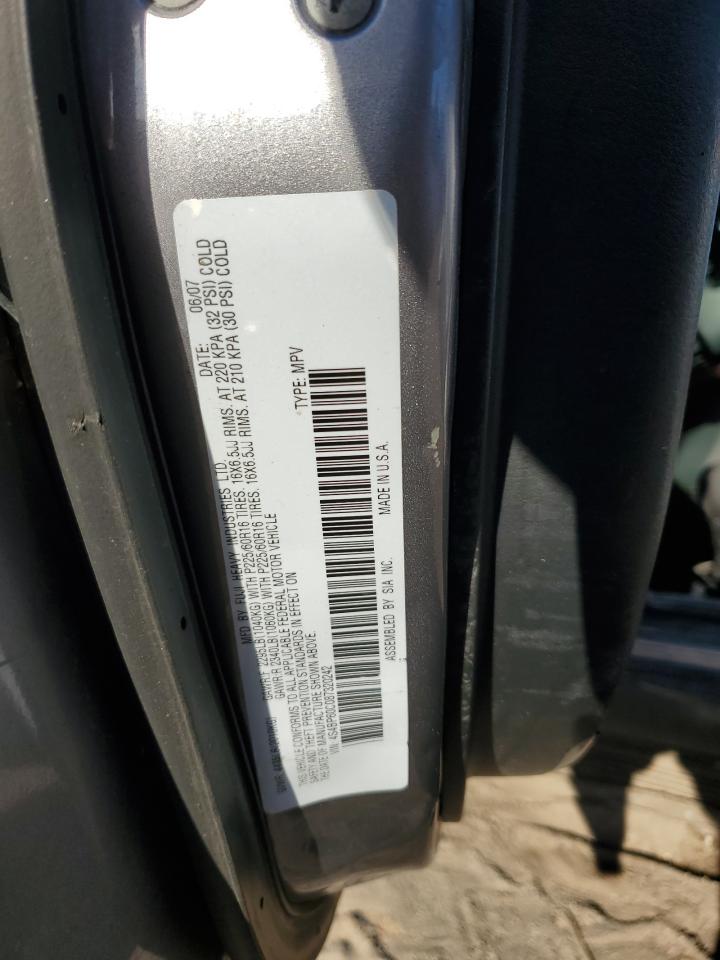 MFD BY FUJI HEAVY INDUSTRIES LTD. DATE: 06/07
GAWR:F 2295LB(1040KG) WITH P225/60R16 TIRES. 16X6.5JJ RIMS. AT 220 KPA (32 PSI) COLD
GAWR:R 2340LB(1060KG) WITH P225/60R16 TIRES. 16X6.5JJ RIMS. AT 210 KPA (30 PSI) COLD
THIS VEHICLE CONFORMS TO ALL APPLICABLE FEDERAL MOTOR VEHICLE
SAFETY AND THEFT PREVENTION STANDARDS IN EFFECT ON
THE DATE OF MANUFACTURE SHOWN ABOVE.
VIN: 4S4BP60C087320242 TYPE: MPV
ASSEMBLED BY SIA INC. MADE IN U.S.A.